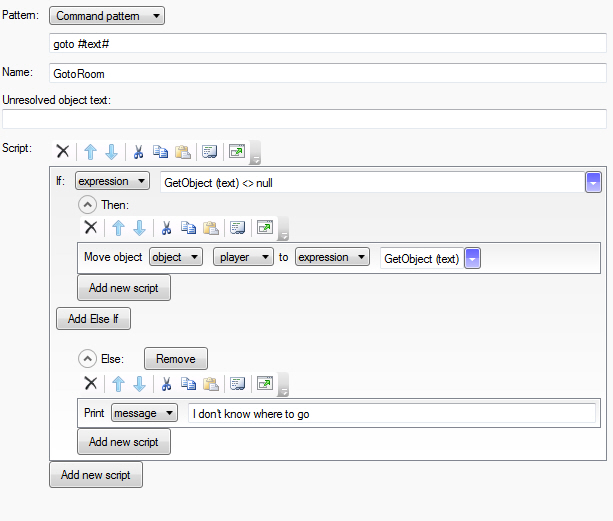 Pattern: Command pattern
goto #text#
Name: GotoRoom
Unresolved object text:
Script:
If: expression GetObject (text) <> null
Then:
Move object object player to expression GetObject (text)
Add new script
Add Else If
Else: Remove
Print message I don't know where to go
Add new script
Add new script